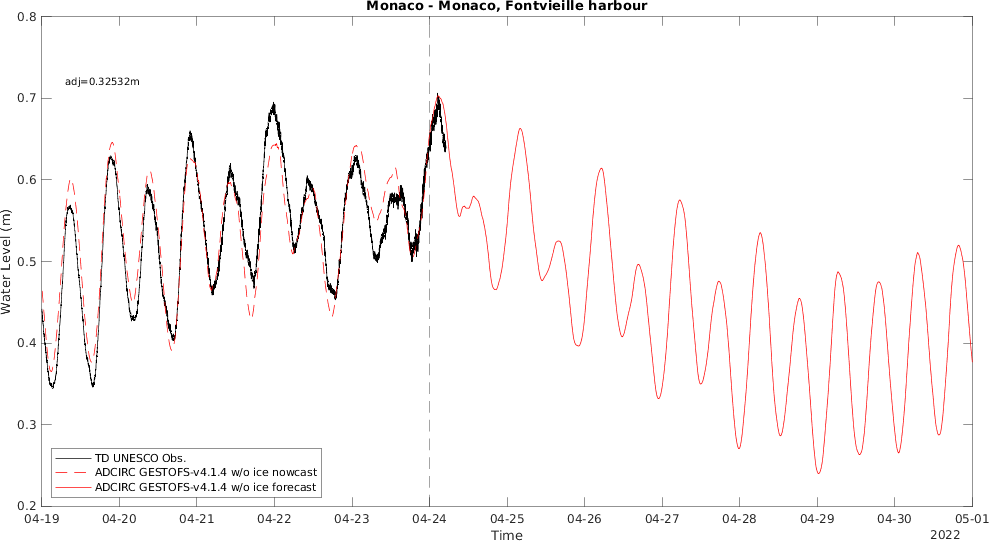 Monaco - Monaco, Fontvieille harbour
0.8
adj=0.32532m
0.7
0.6
0.5
0.4
0.3
0.2
Water Level (m)
TD UNESCO Obs.
ADCIRC GESTOFS-v4.1.4 w/o ice nowcast
ADCIRC GESTOFS-v4.1.4 w/o ice forecast
04-19 04-20 04-21 04-22 04-23 04-24 04-25 04-26 04-27 04-28 04-29 04-30 05-01
Time
2022